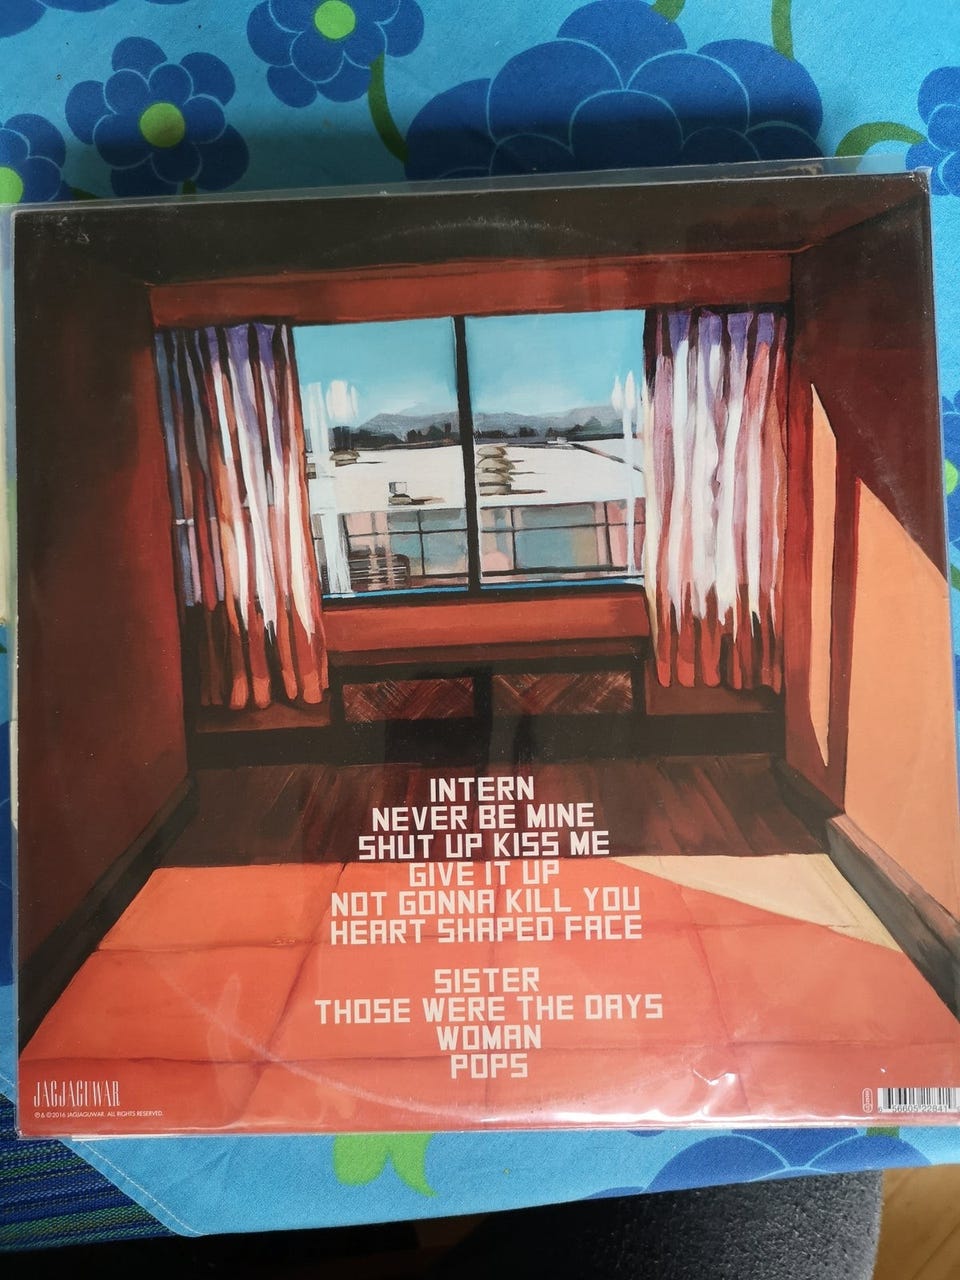 INTERN
NEVER BE MINE
SHUT UP KISS ME
GIVE IT UP
NOT GONNA KILL YOU
HEART SHAPED FACE
SISTER
THOSE WERE THE DAYS
WOMAN
POPS
JAGJAGUWAR
℗ & © 2016 JAGJAGUWAR. ALL RIGHTS RESERVED.